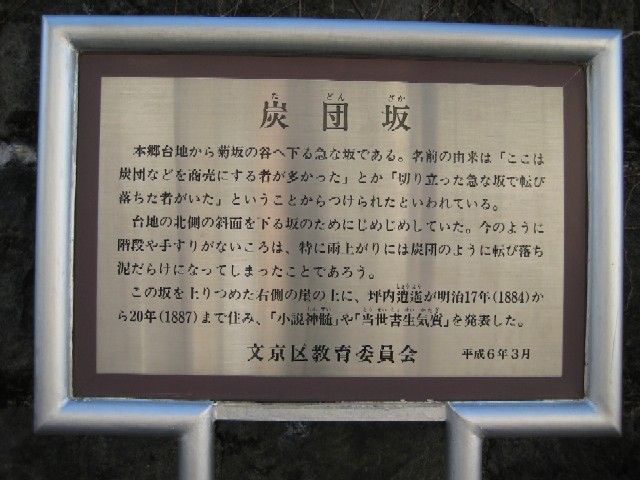 た どん ざか
炭団坂
本郷台地から菊坂の谷へ下る急な坂である。名前の由来は「ここは
炭団などを商売にする者が多かった」とか「切り立った急な坂で転び
落ちた者がいた」ということからつけられたといわれている。
台地の北側の斜面を下る坂のためにじめじめしていた。今のように
階段や手すりがないころは、特に雨上がりには炭団のように転び落ち
泥だらけになってしまったことであろう。
しょうよう
この坂を上りつめた右側の崖の上に、坪内逍遥が明治17年(1884)か
ら20年(1887)まで住み、「小説神髄」や「当世書生気質」を発表した。
文京区教育委員会 平成6年3月